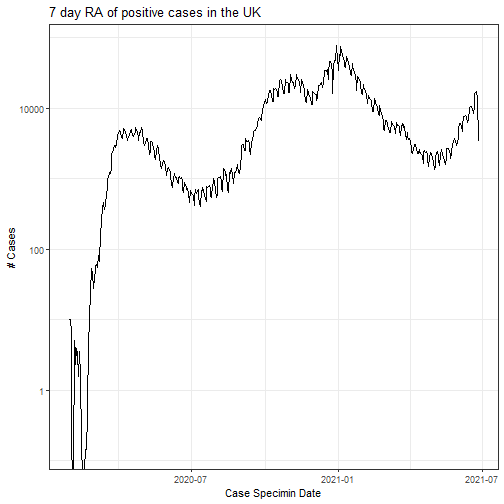 7 day RA of positive cases in the UK
10000
100
1
# Cases
2020-07
2021-01
2021-07
Case Specimin Date